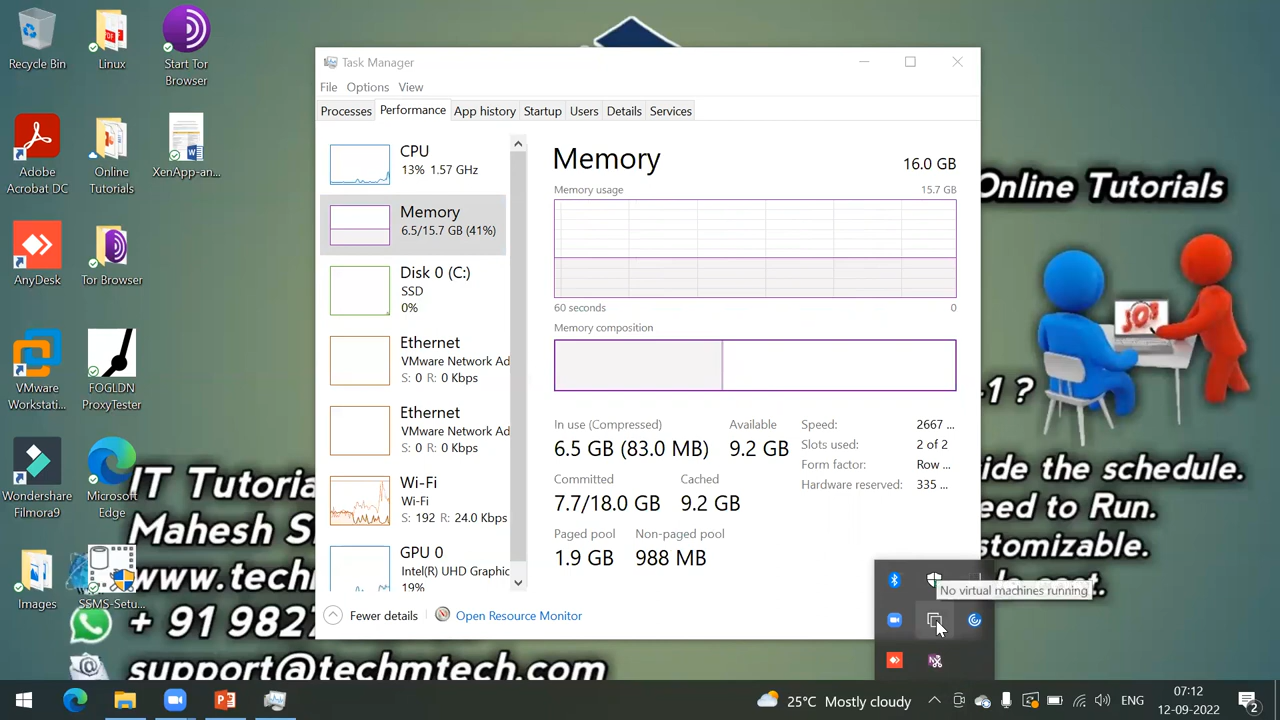 Recycle Bin
Linux
Start Tor
Browser
Adobe
Acrobat DC
Online
Tutorials
XenApp-an...
AnyDesk
Tor Browser
VMware
Workstati...
FOGLDN
ProxyTester
Wondershare
Filmora9
Microsoft
Edge
Images
SSMS-Setu...
Task Manager
File Options View
Processes Performance App history Startup Users Details Services
CPU
13% 1.57 GHz
Memory
6.5/15.7 GB (41%)
Disk 0 (C:)
SSD
0%
Ethernet
VMware Network Ad
S: 0 R: 0 Kbps
Ethernet
VMware Network Ad
S: 0 R: 0 Kbps
Wi-Fi
Wi-Fi
S: 192 R: 24.0 Kbps
GPU 0
Intel(R) UHD Graphic
19%
Memory 16.0 GB
Memory usage 15.7 GB
60 seconds 0
Memory composition
In use (Compressed) Available
6.5 GB (83.0 MB) 9.2 GB
Committed Cached
7.7/18.0 GB 9.2 GB
Paged pool Non-paged pool
1.9 GB 988 MB
Speed: 2667 ...
Slots used: 2 of 2
Form factor: Row ...
Hardware reserved: 335 ...
Fewer details Open Resource Monitor
No virtual machines running
Online Tutorials
JOB
-1 ?
ide the schedule.
eed to Run.
stomizable.
cost.
IT Tutoria
Mahesh S
www.tech
+ 91 982
support@techmtech.com
25°C Mostly cloudy
ENG
07:12
12-09-2022
2